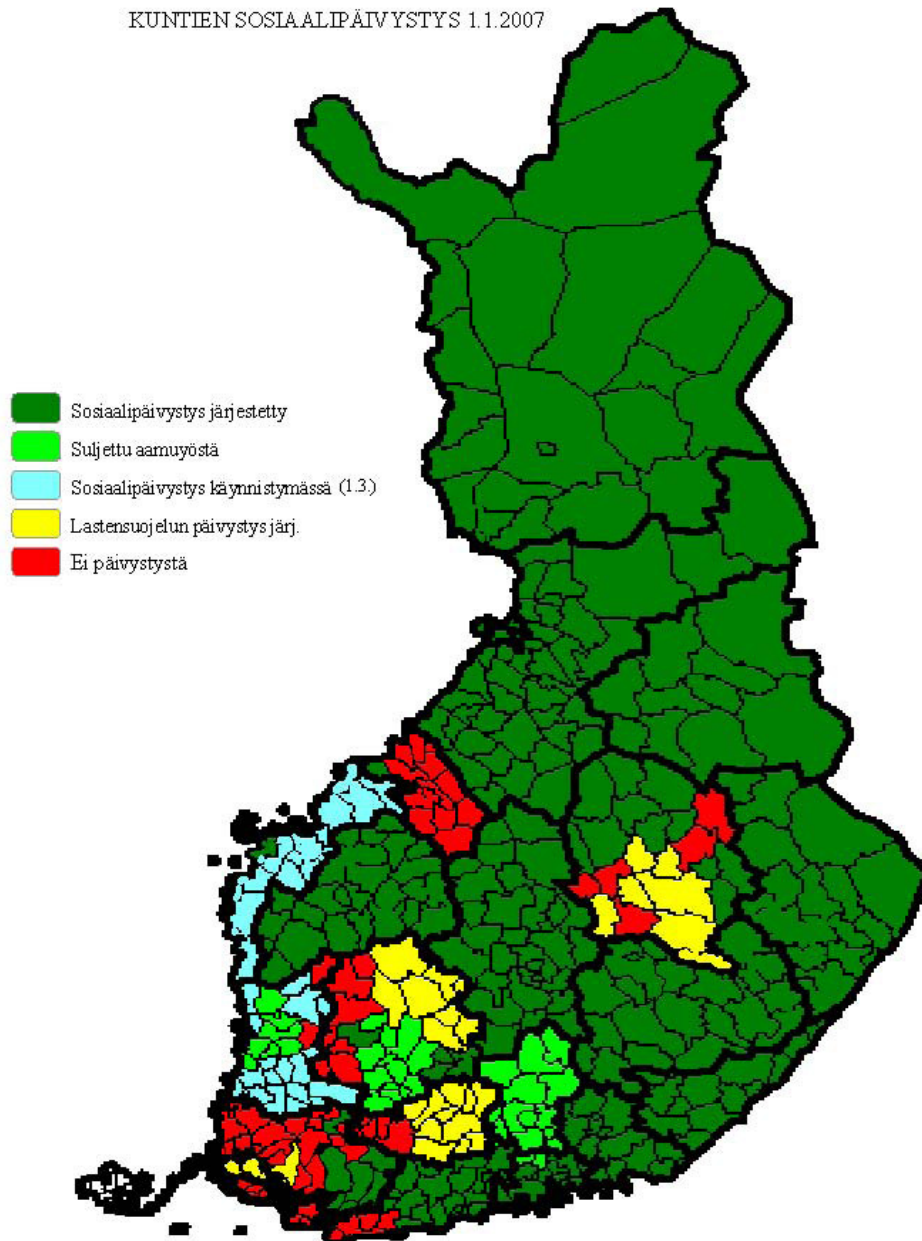 KUNTIEN SOSIAALIPÄIVYSTYS 1.1.2007
Sosiaalipäivystys järjestetty
Suljettu aamuyöstä
Sosiaalipäivystys käynnistymässä (1.3.)
Lastensuojelun päivystys järj.
Ei päivystystä